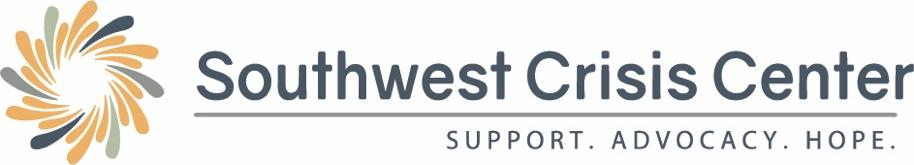 Southwest Crisis Center
SUPPORT. ADVOCACY. HOPE.